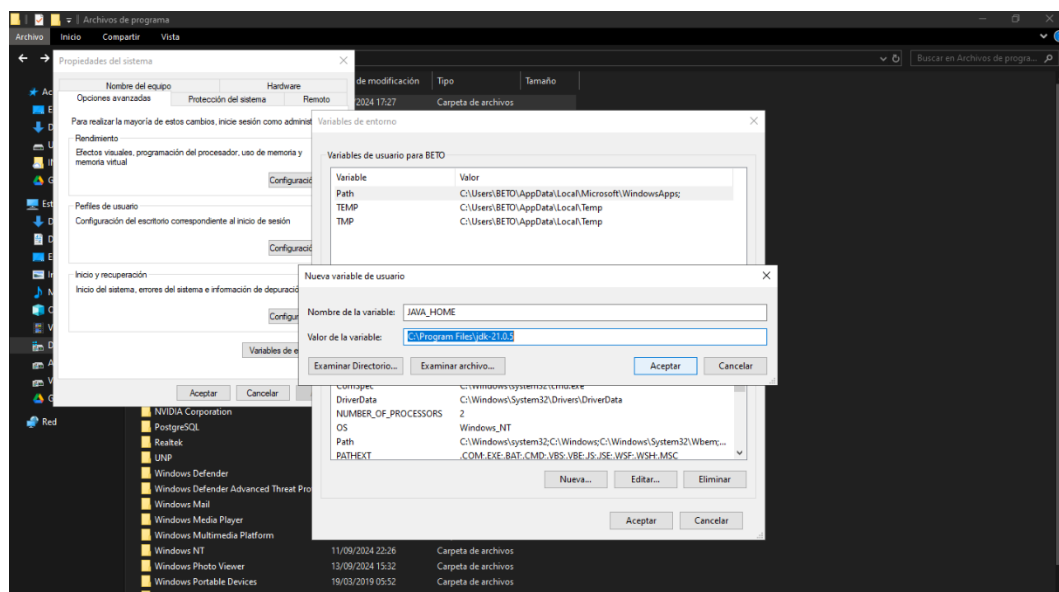 Archivos de programa
Archivo Inicio Compartir Vista
Buscar en Archivos de progra...
Propiedades del sistema
Nombre del equipo Hardware
Opciones avanzadas Protección del sistema Remoto
Para realizar la mayoría de estos cambios, inicie sesión como administ
Rendimiento
Efectos visuales, programación del procesador, uso de memoria y
memoria virtual
Configuració
Perfiles de usuario
Configuración del escritorio correspondiente al inicio de sesión
Configuració
Inicio y recuperación
Inicio del sistema, errores del sistema e información de depuració
Configur
Variables de e
Aceptar Cancelar
de modificación Tipo Tamaño
/2024 17:27 Carpeta de archivos
Variables de entorno
Variables de usuario para BETO
Variable Valor
Path C:\Users\BETO\AppData\Local\Microsoft\WindowsApps;
TEMP C:\Users\BETO\AppData\Local\Temp
TMP C:\Users\BETO\AppData\Local\Temp
Nueva variable de usuario
Nombre de la variable: JAVA_HOME
Valor de la variable: C:\Program Files\jdk-21.0.5
Examinar Directorio... Examinar archivo... Aceptar Cancelar
ComSpec C:\Windows\system32\cmd.exe
DriverData C:\Windows\System32\Drivers\DriverData
NUMBER_OF_PROCESSORS 2
OS Windows_NT
Path C:\Windows\system32;C:\Windows;C:\Windows\System32\Wbem;...
PATHEXT .COM;.EXE;.BAT;.CMD;.VBS;.VBE;.JS;.JSE;.WSF;.WSH;.MSC
Nueva... Editar... Eliminar
Aceptar Cancelar
Red
NVIDIA Corporation
PostgreSQL
Realtek
UNP
Windows Defender
Windows Defender Advanced Threat Pro
Windows Mail
Windows Media Player
Windows Multimedia Platform
Windows NT 11/09/2024 22:26 Carpeta de archivos
Windows Photo Viewer 13/09/2024 15:32 Carpeta de archivos
Windows Portable Devices 19/03/2019 05:52 Carpeta de archivos